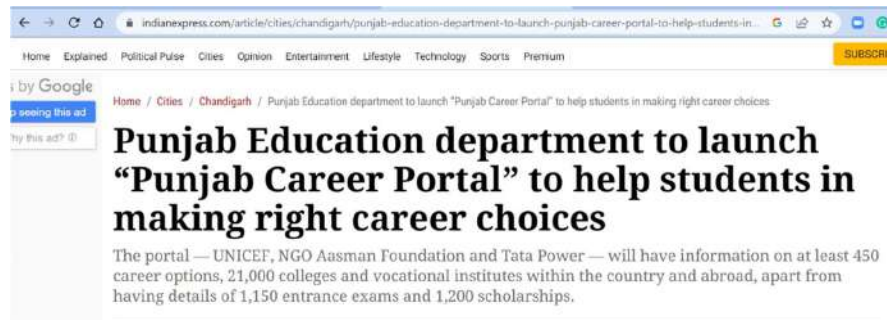 indianexpress.com/article/cities/chandigarh/punjab-education-department-to-launch-punjab-career-portal-to-help-students-in...
Home Explained Political Pulse Cities Opinion Entertainment Lifestyle Technology Sports Premium SUBSCRI
by Google
seeing this ad
hy this ad?
Home / Cities / Chandigarh / Punjab Education department to launch "Punjab Career Portal" to help students in making right career choices
Punjab Education department to launch
“Punjab Career Portal” to help students in
making right career choices
The portal — UNICEF, NGO Aasman Foundation and Tata Power — will have information on at least 450
career options, 21,000 colleges and vocational institutes within the country and abroad, apart from
having details of 1,150 entrance exams and 1,200 scholarships.